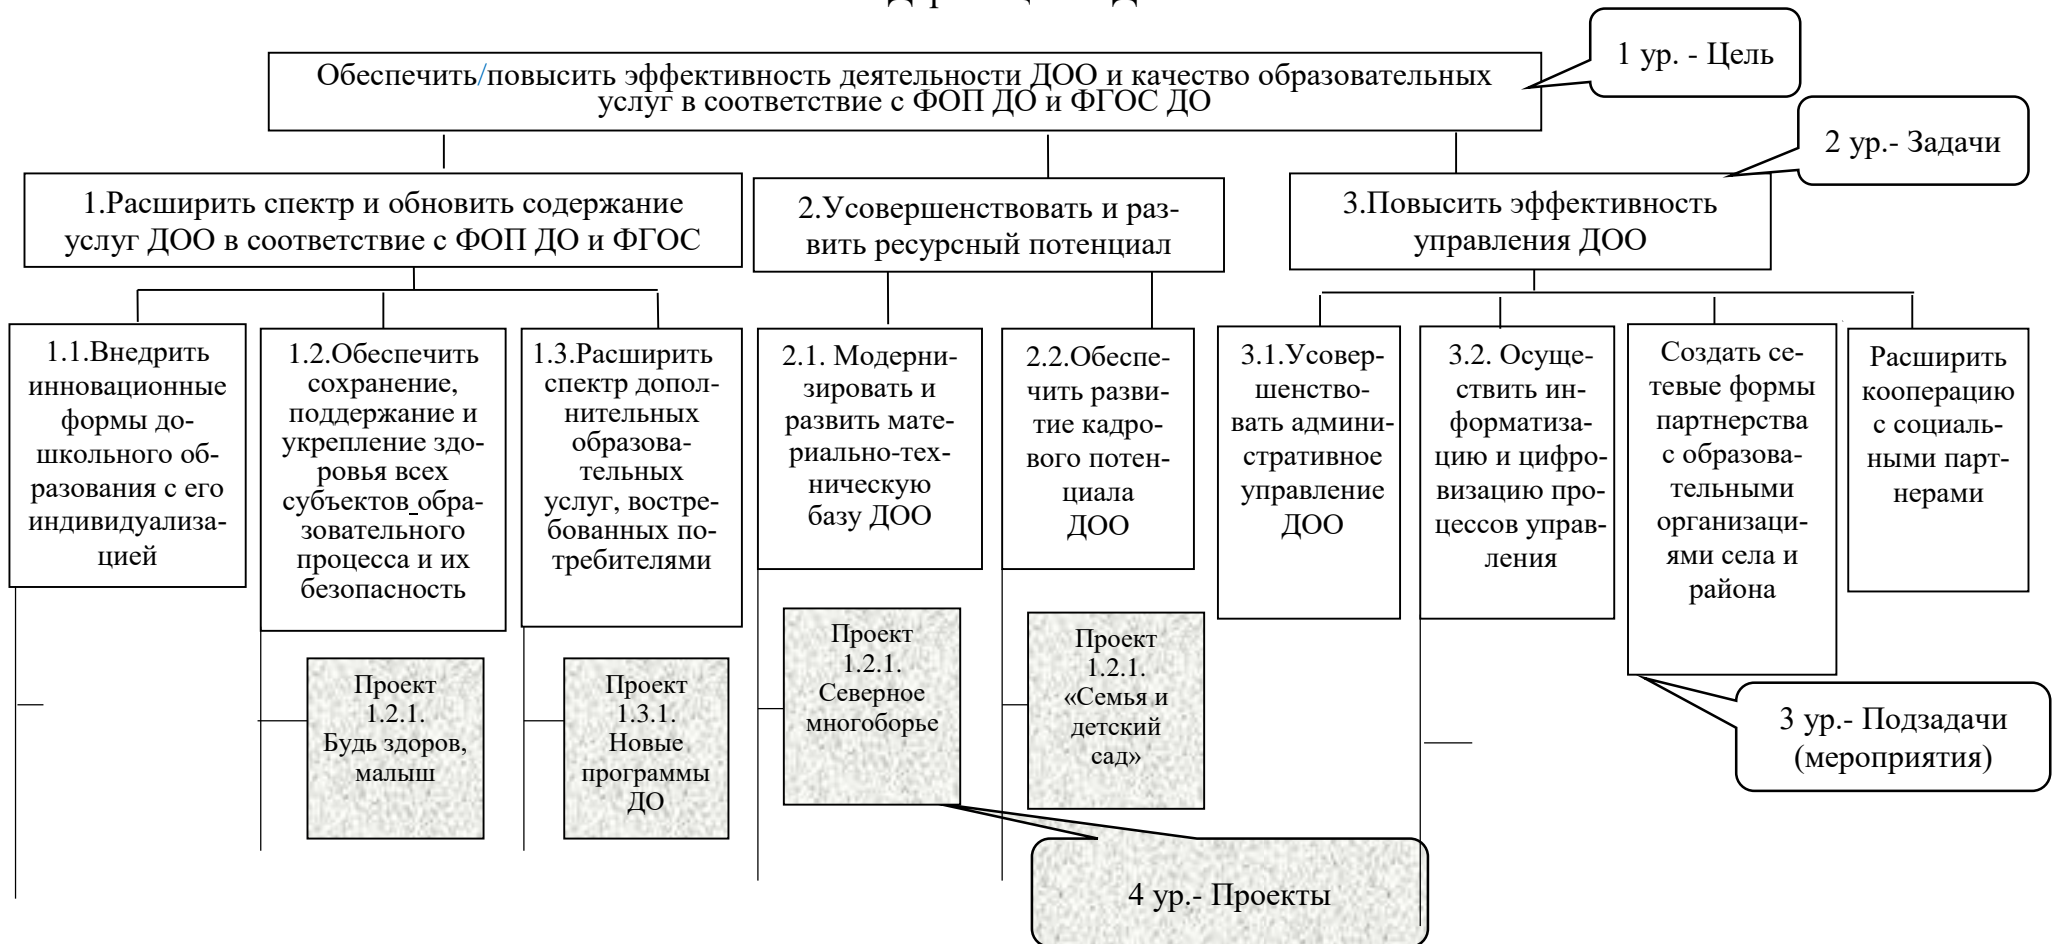 1 ур. - Цель
Обеспечить/повысить эффективность деятельности ДОО и качество образовательных
услуг в соответствие с ФОП ДО и ФГОС ДО
2 ур.- Задачи
1.Расширить спектр и обновить содержание
услуг ДОО в соответствие с ФОП ДО и ФГОС
2.Усовершенствовать и раз-
вить ресурсный потенциал
3.Повысить эффективность
управления ДОО
1.1.Внедрить
инновационные
формы до-
школьного об-
разования с его
индивидуализа-
цией
1.2.Обеспечить
сохранение,
поддержание и
укрепление здо-
ровья всех
субъектов_обра-
зовательного
процесса и их
безопасность
1.3.Расширить
спектр допол-
нительных
образова-
тельных
услуг, востре-
бованных по-
требителями
2.1. Модерни-
зировать и
развить мате-
риально-тех-
ническую
базу ДОО
2.2.Обеспе-
чить разви-
тие кадро-
вого потен-
циала
ДОО
3.1.Усовер-
шенство-
вать админи-
стративное
управление
ДОО
3.2. Осуще-
ствить ин-
форматиза-
цию и цифро-
визацию про-
цессов управ-
ления
Создать се-
тевые формы
партнерства
с образова-
тельными
организаци-
ями села и
района
Расширить
кооперацию
с социаль-
ными парт-
нерами
Проект
1.2.1.
Будь здоров,
малыш
Проект
1.3.1.
Новые
программы
ДО
Проект
1.2.1.
Северное
многоборье
Проект
1.2.1.
«Семья и
детский
сад»
3 ур.- Подзадачи
(мероприятия)
4 ур.- Проекты